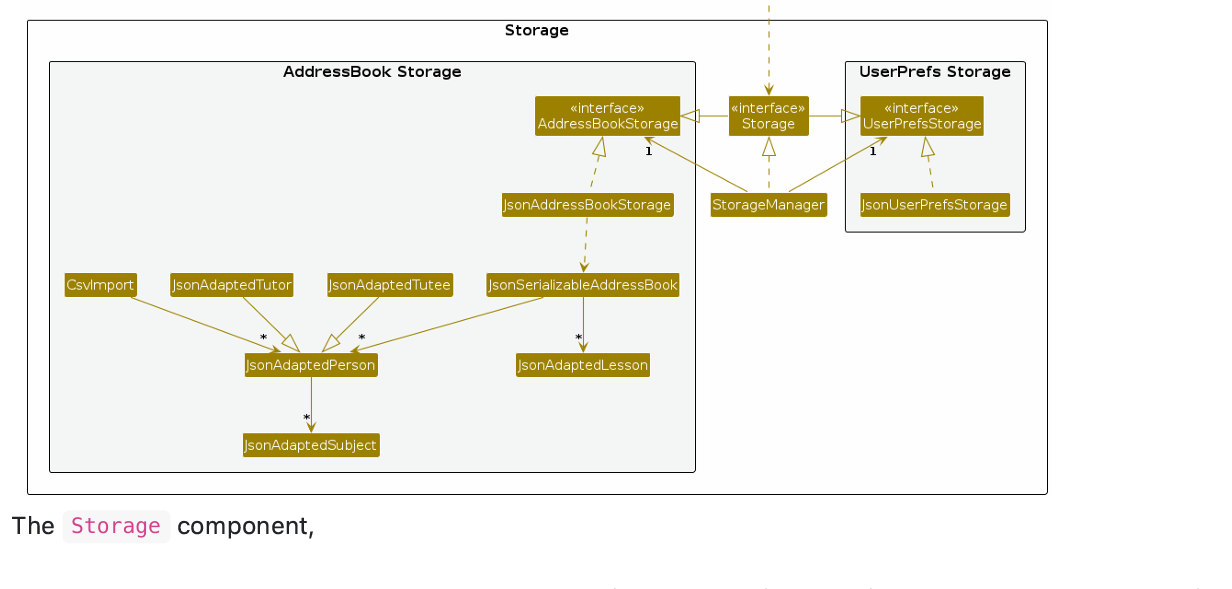 Storage
AddressBook Storage
UserPrefs Storage
«interface»
AddressBookStorage
«interface»
Storage
«interface»
UserPrefsStorage
1
1
JsonAddressBookStorage
StorageManager
JsonUserPrefsStorage
CsvImport
JsonAdaptedTutor
JsonAdaptedTutee
JsonSerializableAddressBook
*
*
*
JsonAdaptedPerson
JsonAdaptedLesson
*
JsonAdaptedSubject
The Storage component,